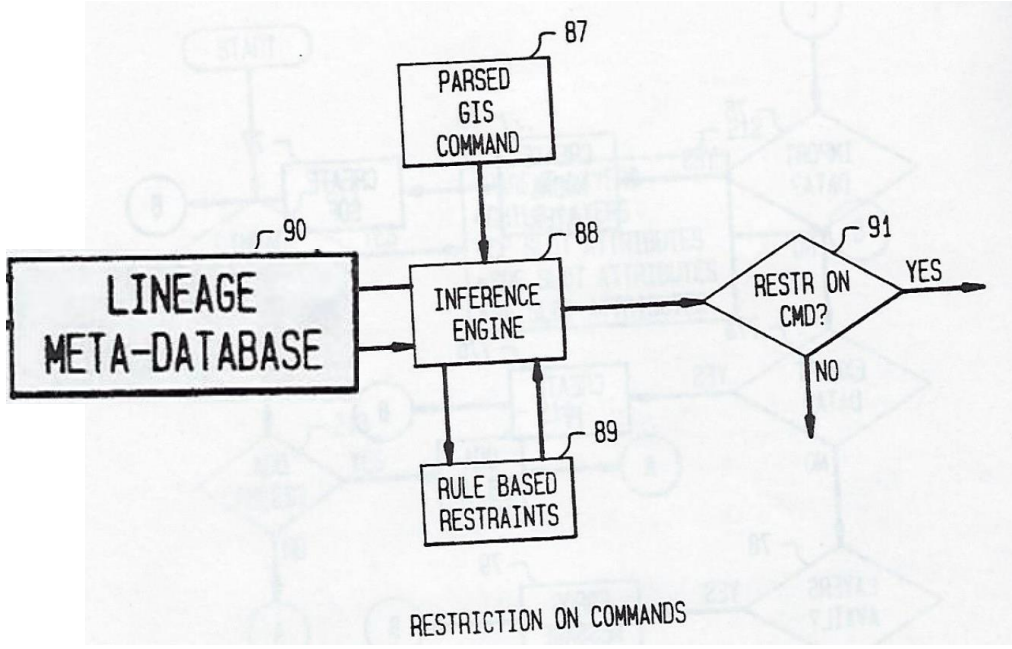 87
PARSED
GIS
COMMAND
90
LINEAGE
META-DATABASE
88
INFERENCE
ENGINE
91
RESTR ON
CMD?
YES
NO
89
RULE BASED
RESTRAINTS
RESTRICTION ON COMMANDS